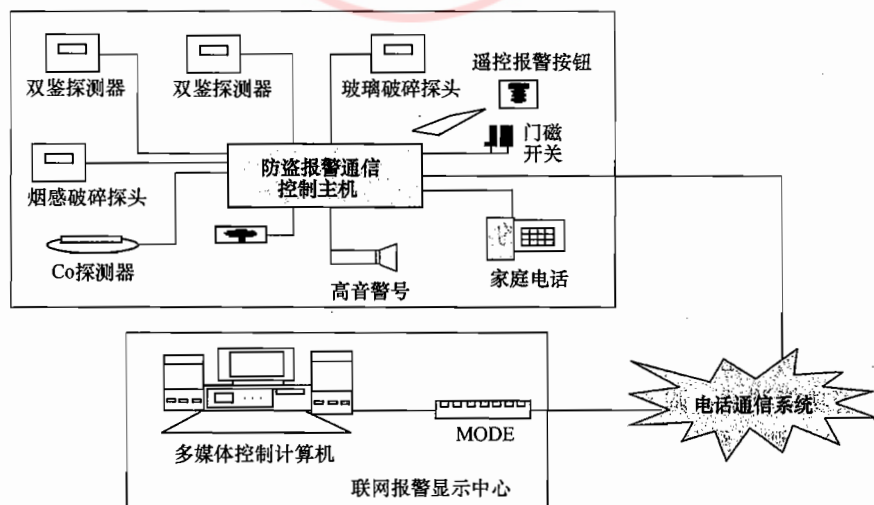 双鉴探测器
双鉴探测器
玻璃破碎探头
遥控报警按钮
门磁
开关
防盗报警通信
控制主机
烟感破碎探头
Co探测器
高音警号
家庭电话
电话通信系统
多媒体控制计算机
MODE
联网报警显示中心